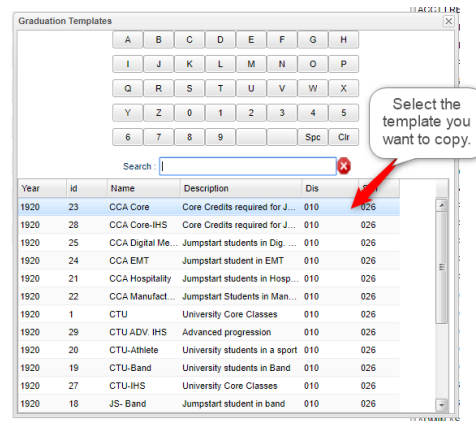 Graduation Templates
A B C D E F G H
I J K L M N O P
Q R S T U V W X
Y Z 0 1 2 3 4 5
6 7 8 9 Spc Clr
Search :
Select the
template you
want to copy.
Year id Name Description Dis
1920 23 CCA Core Core Credits required for J... 010 026
1920 28 CCA Core-IHS Core Credits required for J... 010 026
1920 25 CCA Digital Me... Jumpstart students in Dig. ... 010 026
1920 24 CCA EMT Jumpstart student in EMT 010 026
1920 21 CCA Hospitality Jumpstart students in Hosp... 010 026
1920 22 CCA Manufact... Jumpstart Students in Man... 010 026
1920 1 CTU University Core Classes 010 026
1920 29 CTU ADV. IHS Advanced progression 010 026
1920 20 CTU-Athlete University students in a sport 010 026
1920 19 CTU-Band University students in Band 010 026
1920 27 CTU-IHS University Core Classes 010 026
1920 18 JS- Band Jumpstart student in band 010 026